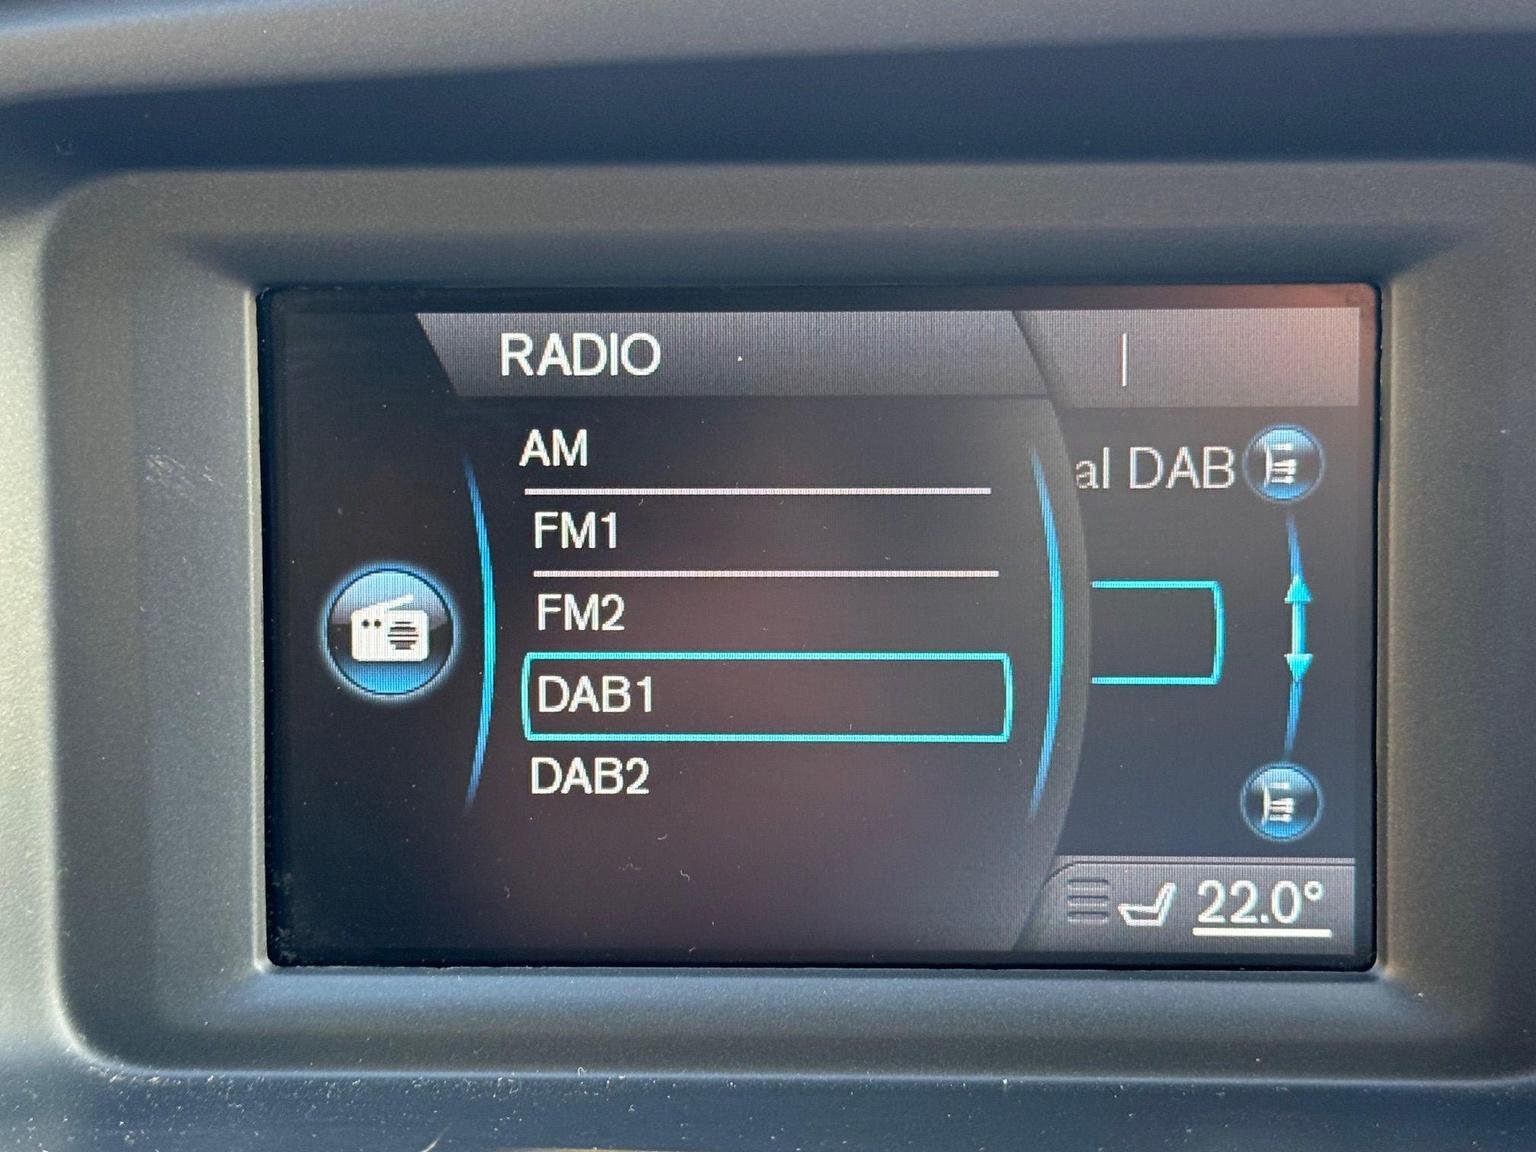 RADIO
AM
FM1
FM2
DAB1
DAB2
al DAB
22.0°